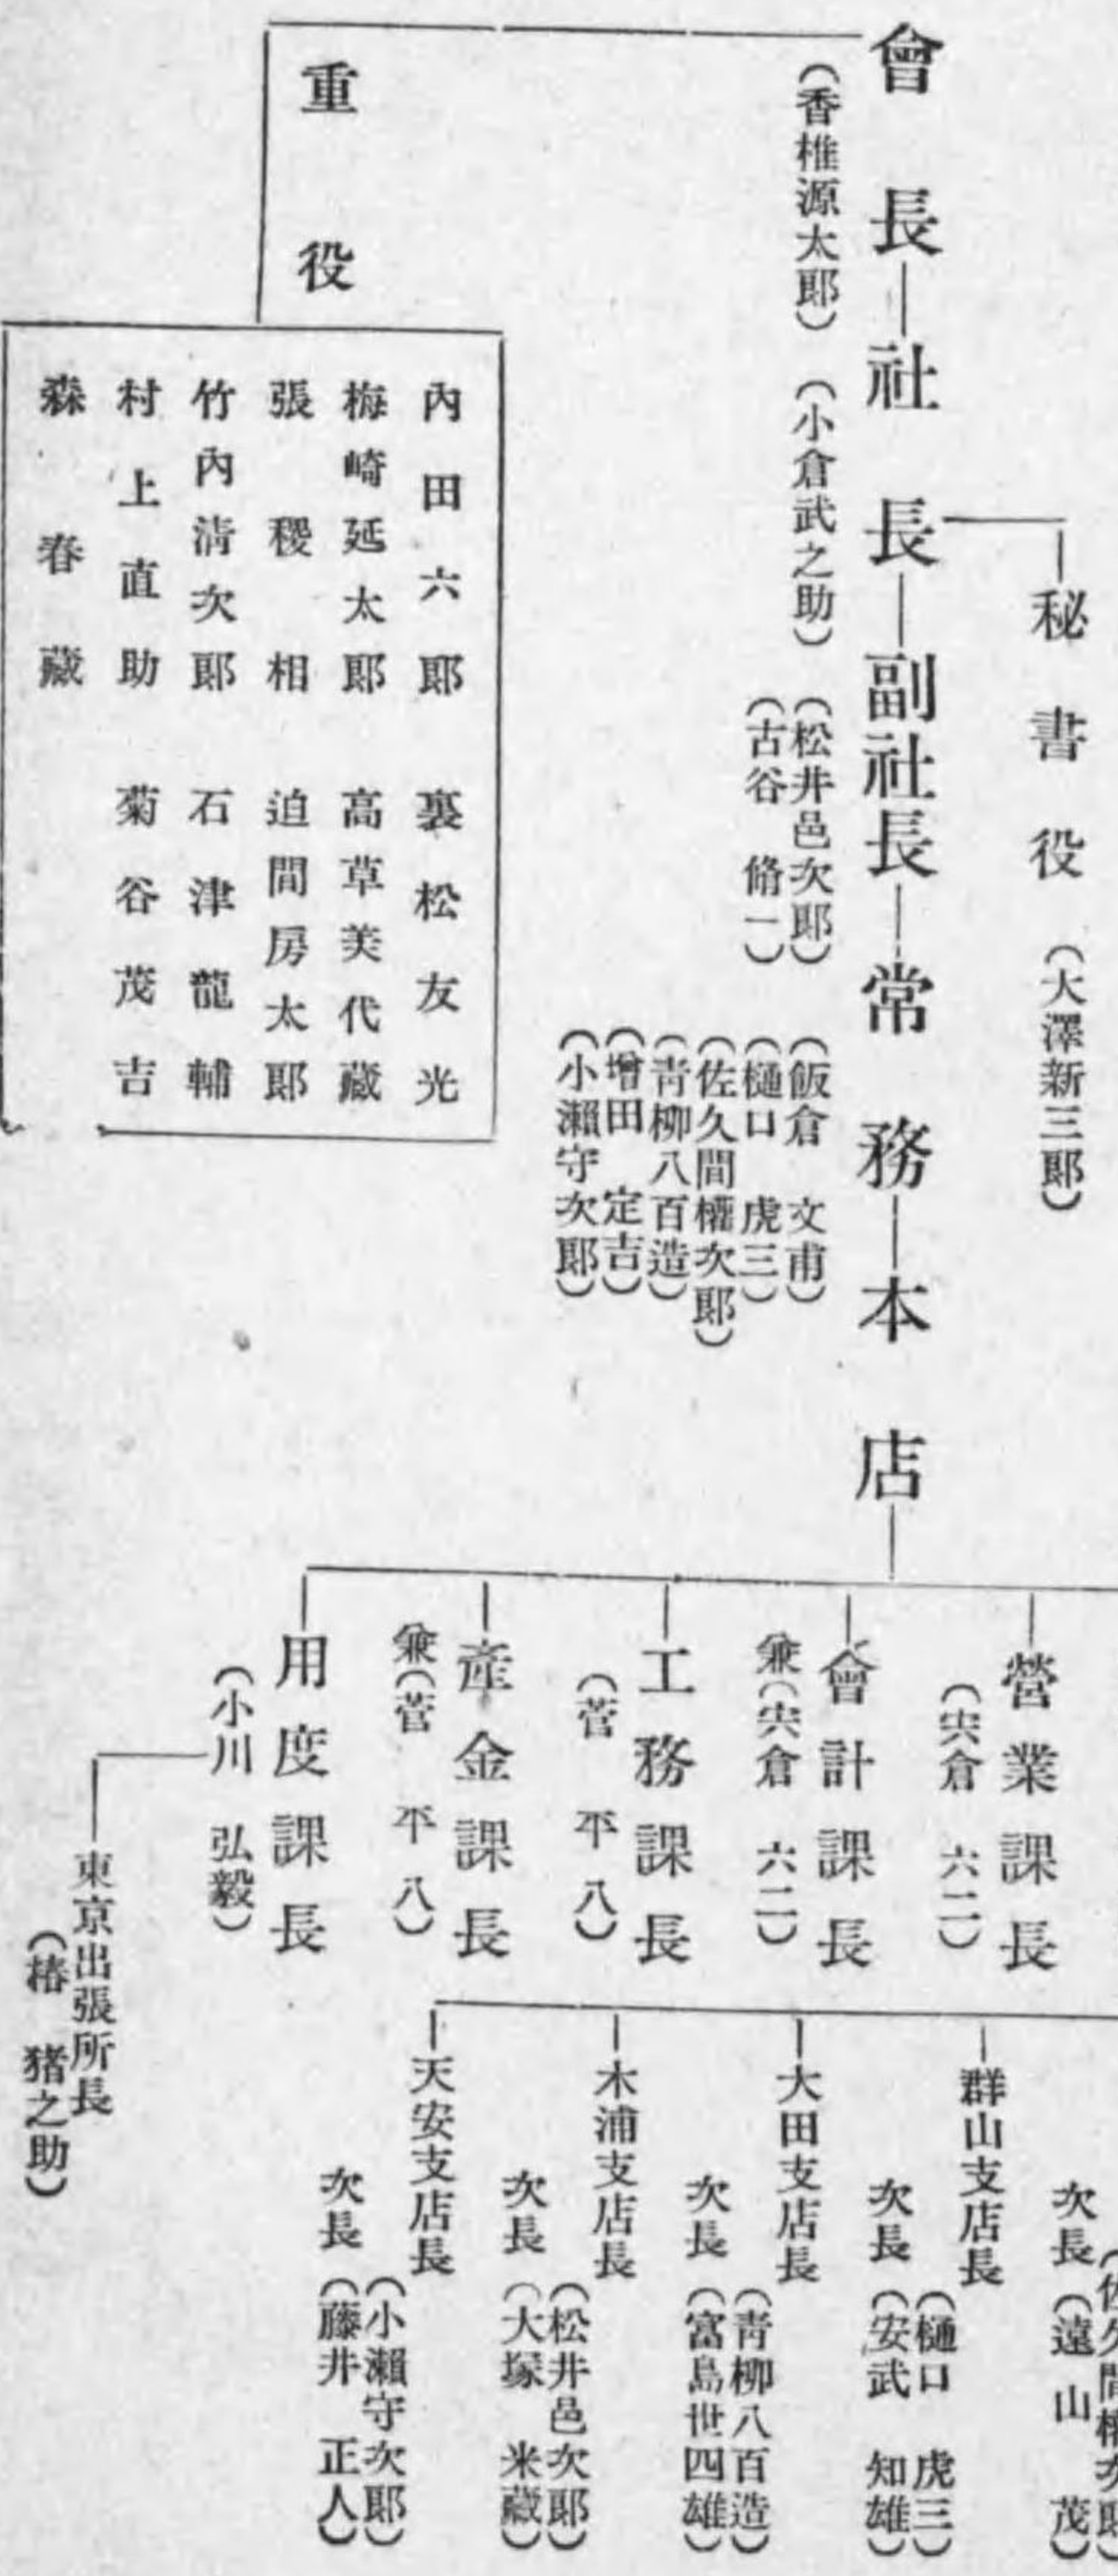 秘書役 (大澤新三郎)
會長―社長―副社長―常務―本店
(香椎源太郎)
(小倉武之助)
(松井邑次郎)
(古谷 脩一)
(飯倉 文甫)
(樋口 虎三)
(佐久間權次郎)
(靑柳八百造)
(增田 定吉)
(小瀨守次郎)
重役
內田六郎 裏松友光
梅崎延太郎 高草美代藏
張稷相 迫間房太郎
竹內淸次郎 石津龍輔
村上直助 菊谷茂吉
森春藏
營業課長
(宍倉 六二)
會計課長
兼(宍倉 六二)
工務課長
(菅 平八)
產金課長
兼(菅 平八)
用度課長
(小川 弘毅)
東京出張所長
(椿 猪之助)
(佐久間權次郎)
次長 (遠山 茂)
群山支店長
(樋口 虎三)
次長 (安武 知雄)
大田支店長
(靑柳八百造)
次長 (富島世四雄)
木浦支店長
(松井邑次郎)
次長 (大塚 米藏)
天安支店長
(小瀨守次郎)
次長 (藤井 正人)